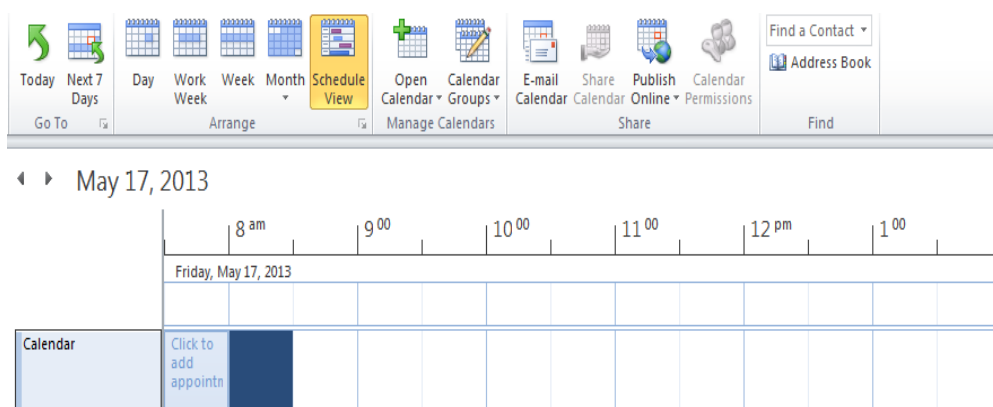 Find a Contact
Address Book
Today Next 7 Days Day Work Week Week Month Schedule View Open Calendar Calendar Groups E-mail Calendar Share Calendar Publish Online Calendar Permissions
Go To Arrange Manage Calendars Share Find
May 17, 2013
8 am 9 00 10 00 11 00 12 pm 1 00
Friday, May 17, 2013
Calendar
Click to
add
appointn